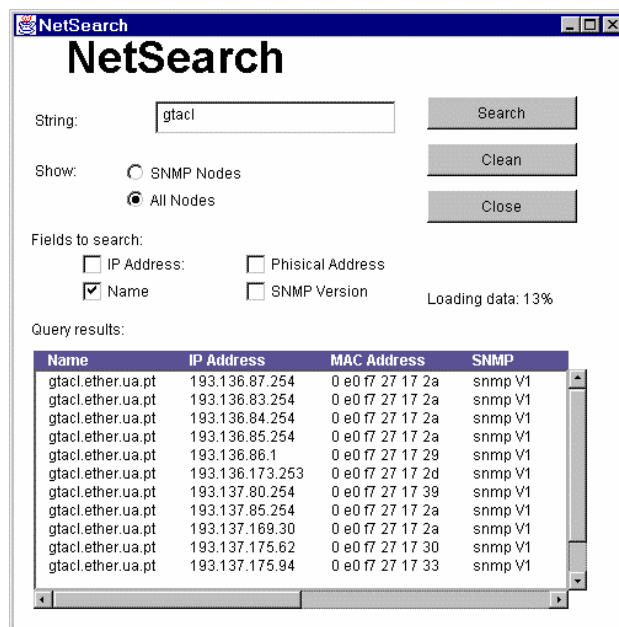 NetSearch
NetSearch
String: gtacl Search
Show: SNMP Nodes Clean
All Nodes Close
Fields to search:
IP Address: Phisical Address
Name SNMP Version Loading data: 13%
Query results:
Name IP Address MAC Address SNMP
gtacl.ether.ua.pt 193.136.87.254 0 e0 f7 27 17 2a snmp V1
gtacl.ether.ua.pt 193.136.83.254 0 e0 f7 27 17 2a snmp V1
gtacl.ether.ua.pt 193.136.84.254 0 e0 f7 27 17 2a snmp V1
gtacl.ether.ua.pt 193.136.85.254 0 e0 f7 27 17 2a snmp V1
gtacl.ether.ua.pt 193.136.86.1 0 e0 f7 27 17 29 snmp V1
gtacl.ether.ua.pt 193.136.173.253 0 e0 f7 27 17 2d snmp V1
gtacl.ether.ua.pt 193.137.80.254 0 e0 f7 27 17 39 snmp V1
gtacl.ether.ua.pt 193.137.85.254 0 e0 f7 27 17 2a snmp V1
gtacl.ether.ua.pt 193.137.169.30 0 e0 f7 27 17 2a snmp V1
gtacl.ether.ua.pt 193.137.175.62 0 e0 f7 27 17 30 snmp V1
gtacl.ether.ua.pt 193.137.175.94 0 e0 f7 27 17 33 snmp V1